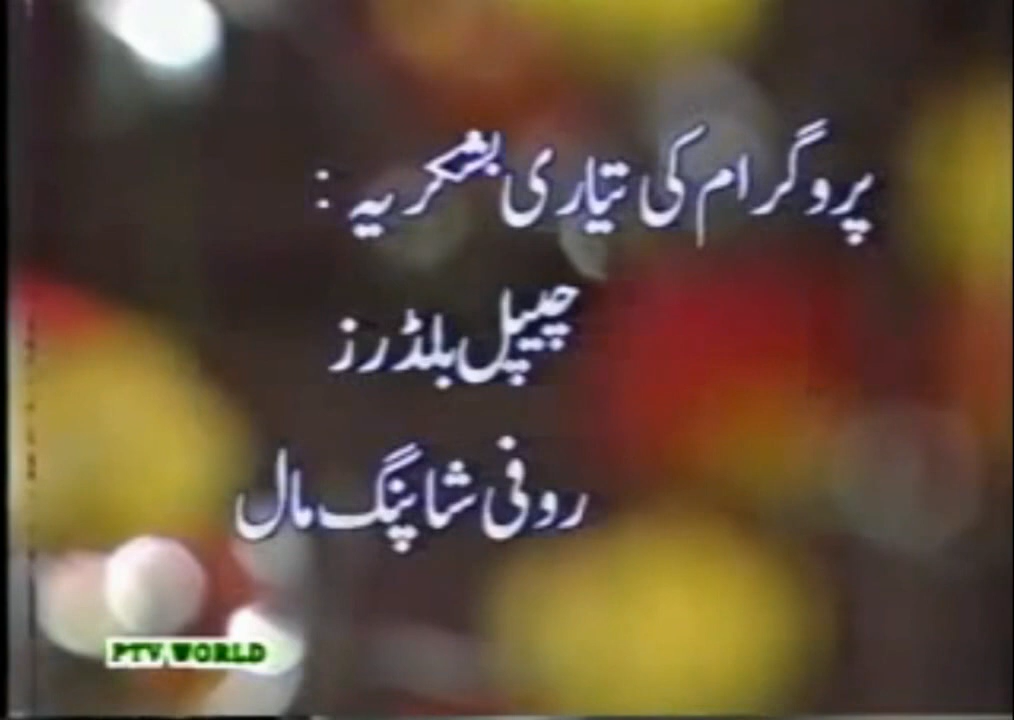 پروگرام کی تیاری بشکریہ :
چیپل بلڈرز
روفی شاپنگ مال
PTV WORLD